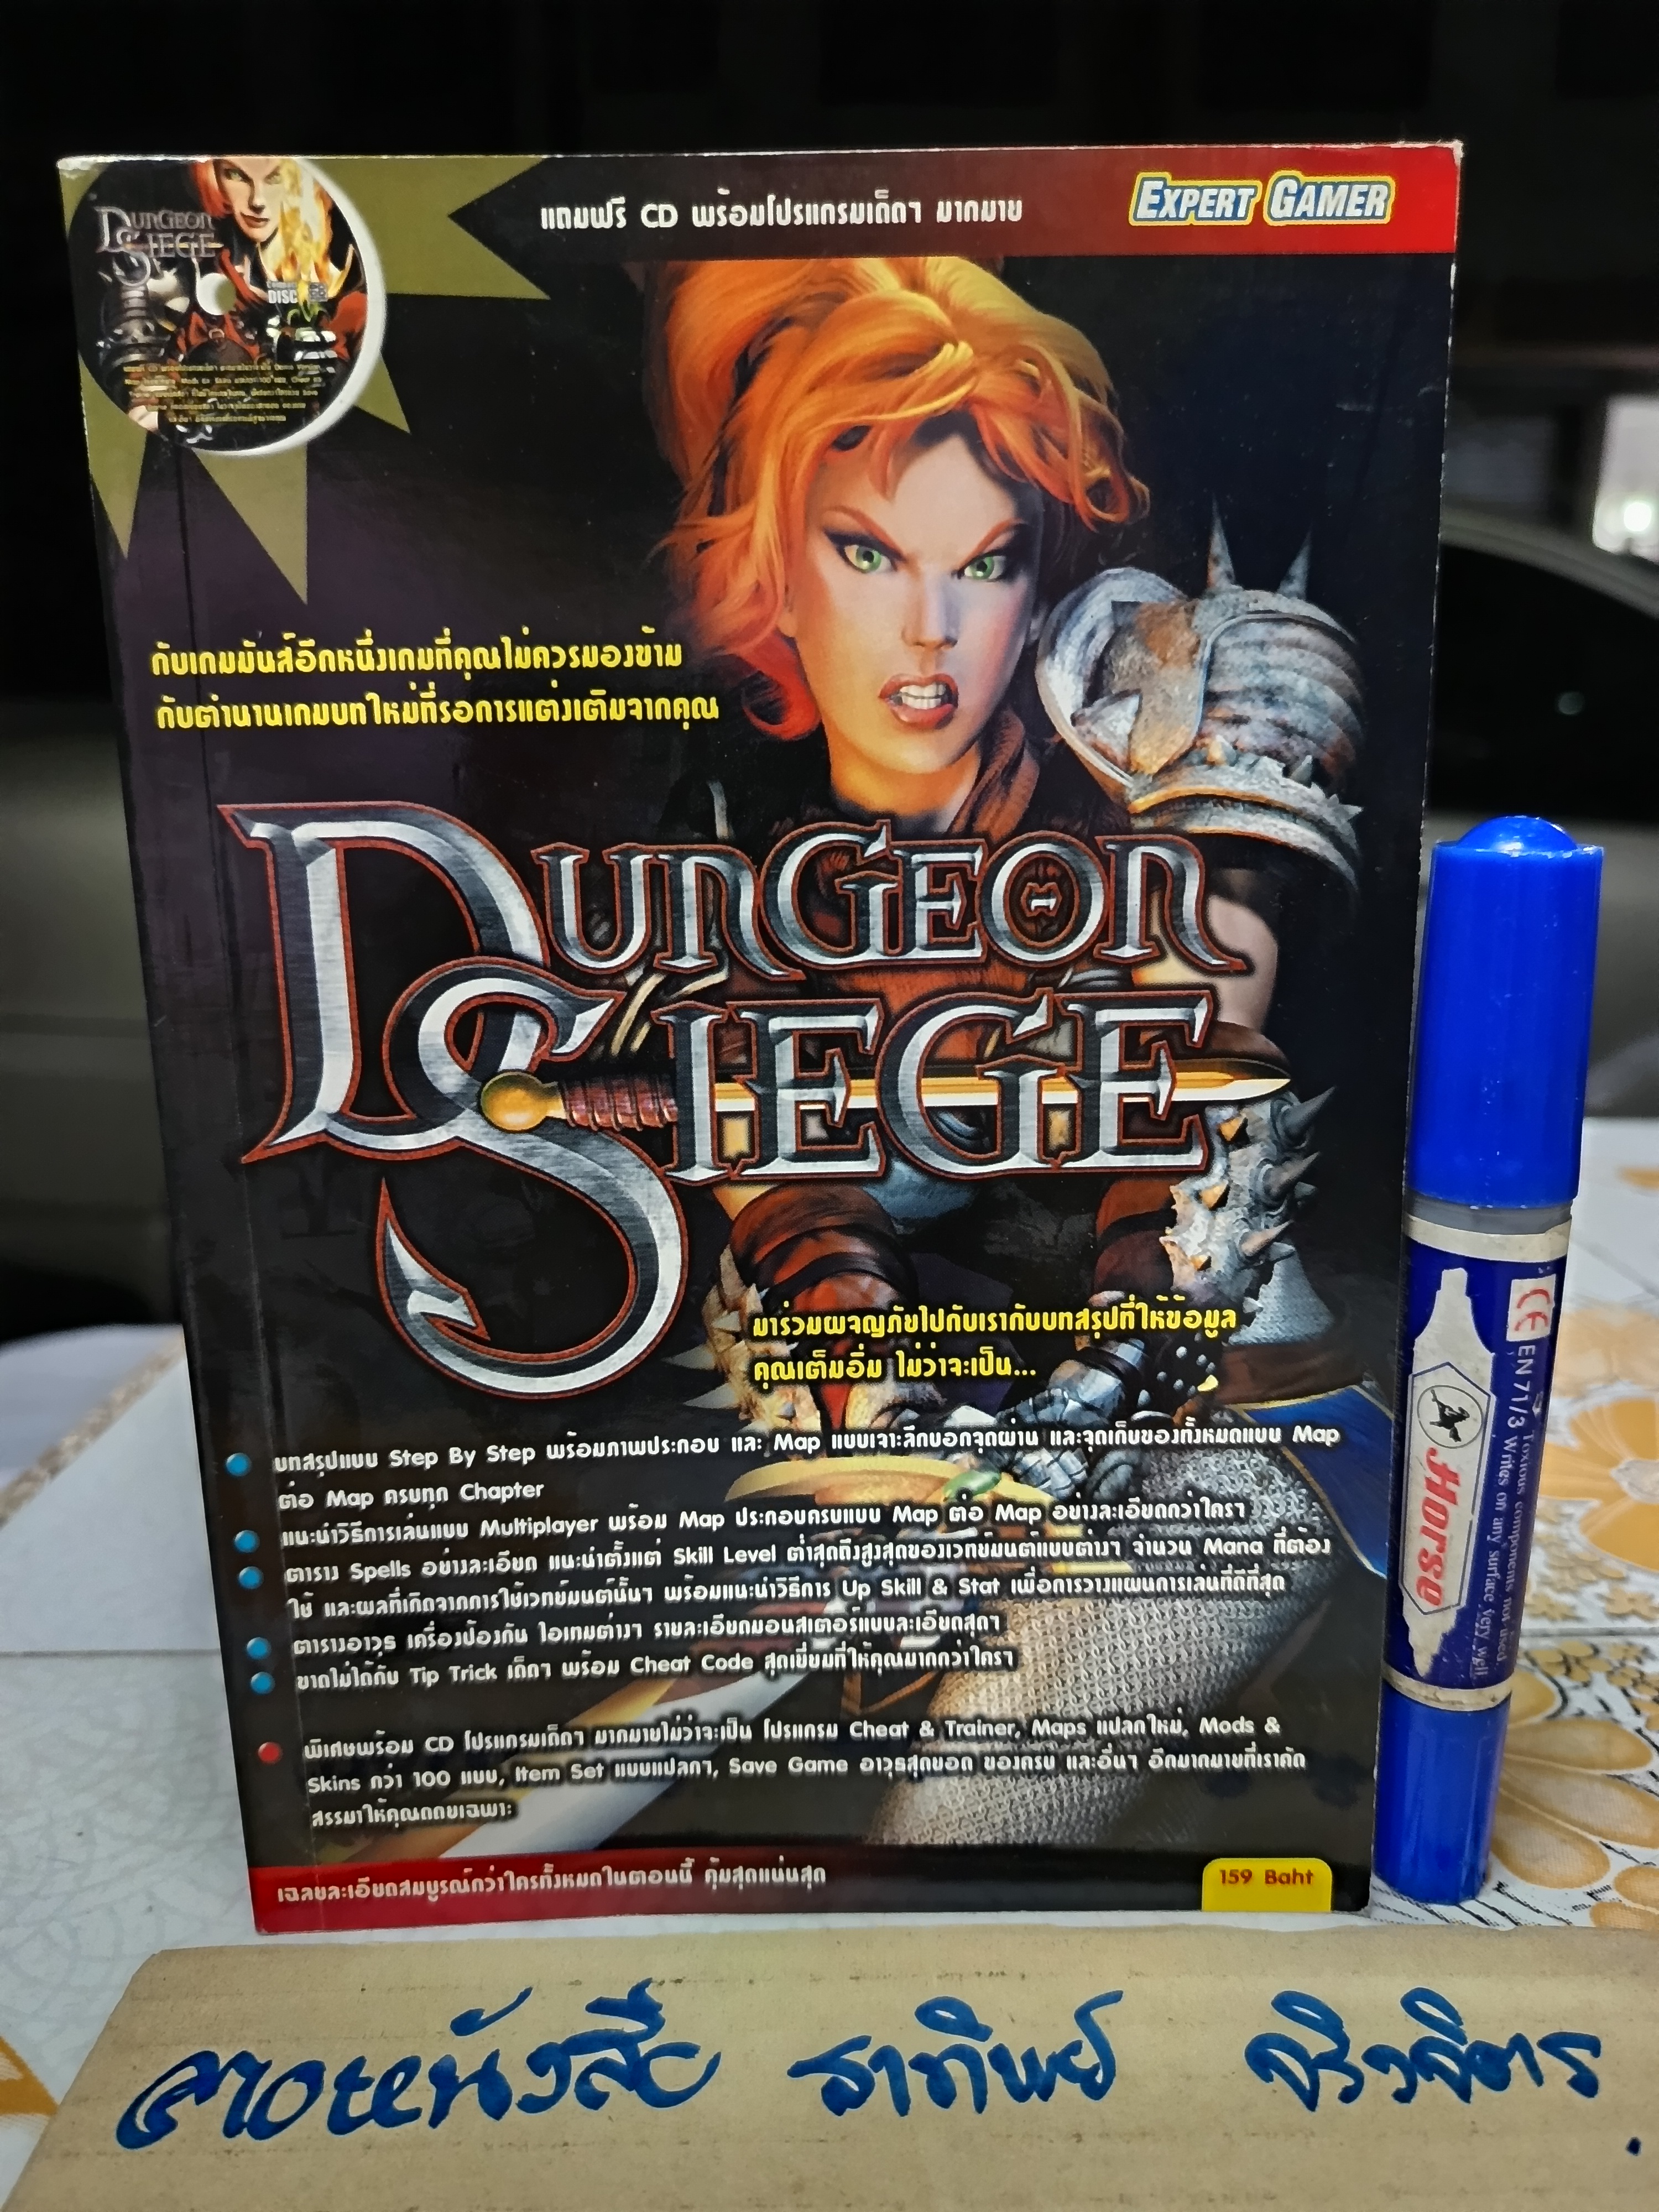 แถมฟรี CD พร้อมโปรแกรมเด็ดๆ มากมาย
EXPERT GAMER
DUNGEON
SIEGE
DISC
กับเกมมันส์อีกหนึ่งเกมที่คุณไม่ควรมองข้าม
กับตำนานเกมบทใหม่ที่รอการแต่งเติมจากคุณ
DUNGEON
SIEGE
มาร่วมผจญภัยไปกับเรากับบทสรุปที่ให้ข้อมูล
คุณเต็มอิ่ม ไม่ว่าจะเป็น...
บทสรุปแบบ Step By Step พร้อมภาพประกอบ และ Map แบบเจาะลึกบอกจุดผ่าน และจุดเก็บของทั้งหมดแบบ Map
ต่อ Map ครบทุก Chapter
แนะนำวิธีการเล่นแบบ Multiplayer พร้อม Map ประกอบครบแบบ Map ต่อ Map อย่างละเอียดกว่าใครๆ
ตาราง Spells อย่างละเอียด แนะนำตั้งแต่ Skill Level ต่ำสุดถึงสูงสุดของเวทย์มนต์แบบต่างๆ จำนวน Mana ที่ต้อง
ใช้ และผลที่เกิดจากการใช้เวทย์มนต์นั้นๆ พร้อมแนะนำวิธีการ Up Skill & Stat เพื่อการวางแผนการเล่นที่ดีที่สุด
ตารางอาวุธ เครื่องป้องกัน ไอเทมต่างๆ รายละเอียดมอนสเตอร์แบบละเอียดสุดๆ
ขาดไม่ได้กับ Tip Trick เด็ดๆ พร้อม Cheat Code สุดเยี่ยมที่ให้คุณมากกว่าใครๆ
พิเศษพร้อม CD โปรแกรมเด็ดๆ มากมายไม่ว่าจะเป็น โปรแกรม Cheat & Trainer, Maps แปลกใหม่, Mods &
Skins กว่า 100 แบบ, Item Set แบบแปลกๆ, Save Game อาวุธสุดยอด ของครบ และอื่นๆ อีกมากมายที่เราคัด
สรรมาให้คุณโดยเฉพาะ
เฉลยละเอียดสมบูรณ์กว่าใครทั้งหมดในตอนนี้ คุ้มสุดแน่นสุด
159 Baht
CE EN 71/3 Toxious components not used.
Writes on any surface very well.
Horse